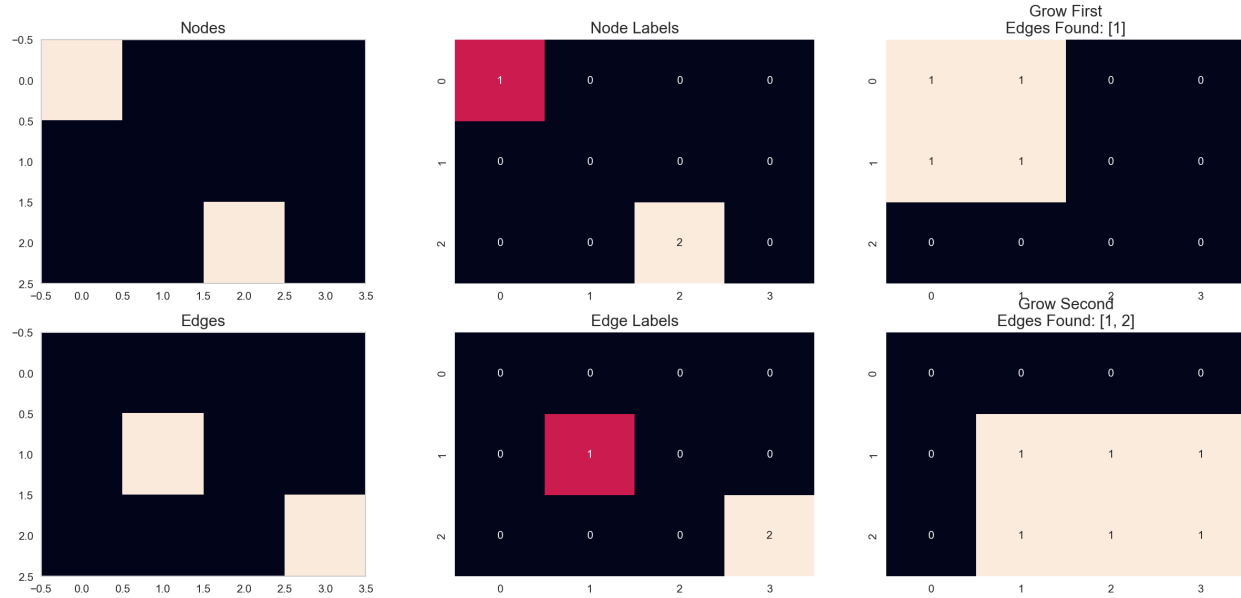 Nodes
−0.5
0.0
0.5
1.0
1.5
2.0
2.5
−0.5 0.0 0.5 1.0 1.5 2.0 2.5 3.0 3.5
Node Labels
0 1 0 0 0
1 0 0 0 0
2 0 0 2 0
0 1 2 3
Grow First
Edges Found: [1]
0 1 1 0 0
1 1 1 0 0
2 0 0 0 0
0 1 2 3
Edges
−0.5
0.0
0.5
1.0
1.5
2.0
2.5
−0.5 0.0 0.5 1.0 1.5 2.0 2.5 3.0 3.5
Edge Labels
0 0 0 0 0
1 0 1 0 0
2 0 0 0 2
0 1 2 3
Grow Second
Edges Found: [1, 2]
0 0 0 0 0
1 0 1 1 1
2 0 1 1 1
0 1 2 3